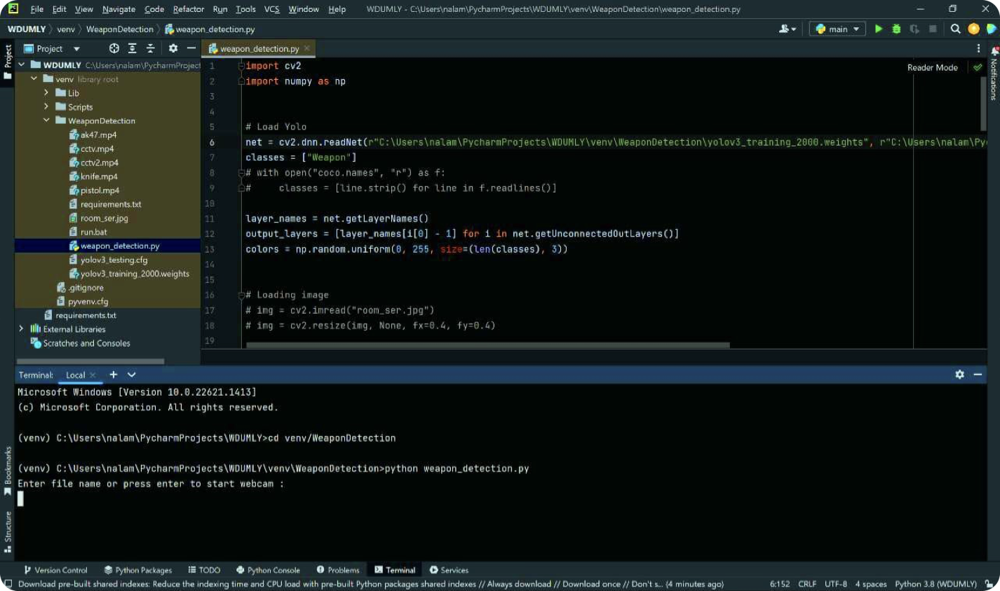 File Edit View Navigate Code Refactor Run Tools VCS Window Help WDUMLY - C:\Users\nalam\PycharmProjects\WDUMLY\venv\WeaponDetection\weapon_detection.py
WDUMLY venv WeaponDetection weapon_detection.py main
Project
Project
weapon_detection.py
Notifications
Reader Mode
WDUMLY C:\Users\nalam\PycharmProject
venv library root
Lib
Scripts
WeaponDetection
ak47.mp4
cctv.mp4
cctv2.mp4
knife.mp4
pistol.mp4
requirements.txt
room_ser.jpg
run.bat
weapon_detection.py
yolov3_testing.cfg
yolov3_training_2000.weights
.gitignore
pyvenv.cfg
requirements.txt
External Libraries
Scratches and Consoles
1 import cv2
2 import numpy as np
3
4
5 # Load Yolo
6 net = cv2.dnn.readNet(r"C:\Users\nalam\PycharmProjects\WDUMLY\venv\WeaponDetection\yolov3_training_2000.weights", r"C:\Users\nalam\Py
7 classes = ["Weapon"]
8 # with open("coco.names", "r") as f:
9 #     classes = [line.strip() for line in f.readlines()]
10
11 layer_names = net.getLayerNames()
12 output_layers = [layer_names[i[0] - 1] for i in net.getUnconnectedOutLayers()]
13 colors = np.random.uniform(0, 255, size=(len(classes), 3))
14
15
16 # Loading image
17 # img = cv2.imread("room_ser.jpg")
18 # img = cv2.resize(img, None, fx=0.4, fy=0.4)
19
Terminal: Local
Microsoft Windows [Version 10.0.22621.1413]
(c) Microsoft Corporation. All rights reserved.
(venv) C:\Users\nalam\PycharmProjects\WDUMLY>cd venv/WeaponDetection
(venv) C:\Users\nalam\PycharmProjects\WDUMLY\venv\WeaponDetection>python weapon_detection.py
Enter file name or press enter to start webcam :
Bookmarks
Structure
Version Control Python Packages TODO Python Console Problems Terminal Services
Download pre-built shared indexes: Reduce the indexing time and CPU load with pre-built Python packages shared indexes // Always download // Download once // Don't s... (4 minutes ago) 6:152 CRLF UTF-8 4 spaces Python 3.8 (WDUMLY)